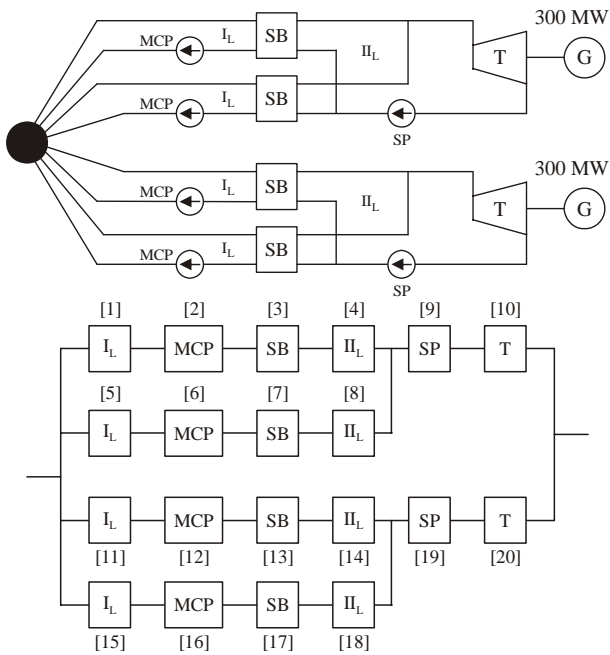 300 MW
MCP I_L SB II_L T G
MCP I_L SB
SP
300 MW
MCP I_L SB II_L T G
MCP I_L SB
SP
[1] [2] [3] [4] [9] [10]
I_L MCP SB II_L SP T
[5] [6] [7] [8]
I_L MCP SB II_L
I_L MCP SB II_L SP T
[11] [12] [13] [14] [19] [20]
I_L MCP SB II_L
[15] [16] [17] [18]